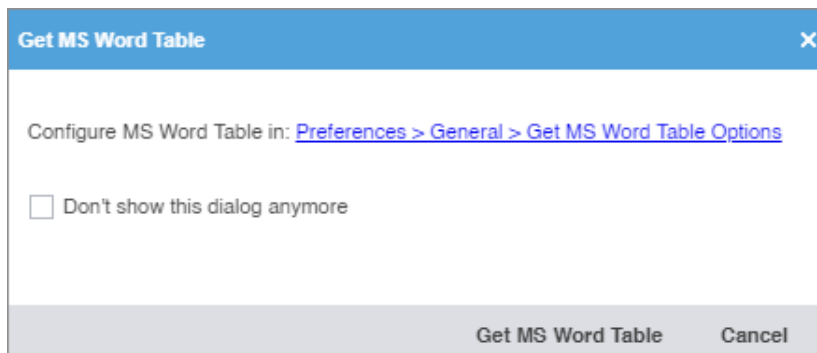 Get MS Word Table
Configure MS Word Table in: Preferences > General > Get MS Word Table Options
Don't show this dialog anymore
Get MS Word Table Cancel